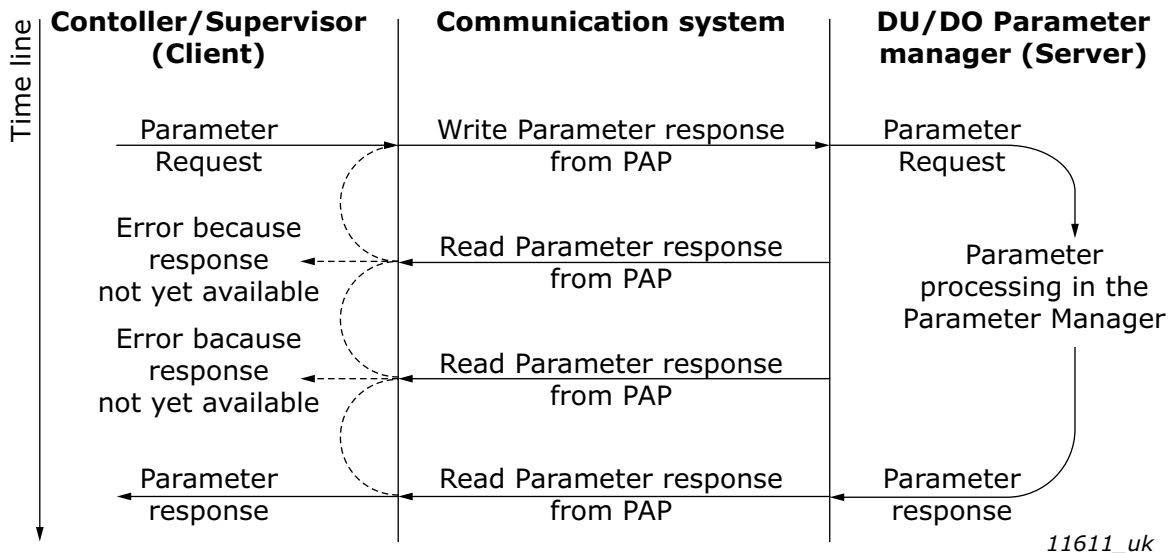 Time line
Contoller/Supervisor
(Client)
Communication system
DU/DO Parameter
manager (Server)
Parameter
Request
Write Parameter response
from PAP
Parameter
Request
Error because
response
not yet available
Read Parameter response
from PAP
Parameter
processing in the
Parameter Manager
Error bacause
response
not yet available
Read Parameter response
from PAP
Parameter
response
Read Parameter response
from PAP
Parameter
response
11611_uk